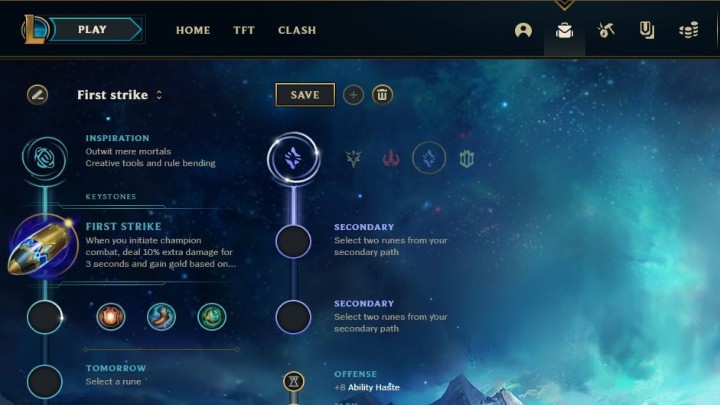 PLAY
HOME
TFT
CLASH
First strike
SAVE
INSPIRATION
Outwit mere mortals
Creative tools and rule bending
KEYSTONES
FIRST STRIKE
When you initiate champion
combat, deal 10% extra damage for
3 seconds and gain gold based on...
TOMORROW
Select a rune
SECONDARY
Select two runes from your
secondary path
SECONDARY
Select two runes from your
secondary path
OFFENSE
+8 Ability Haste